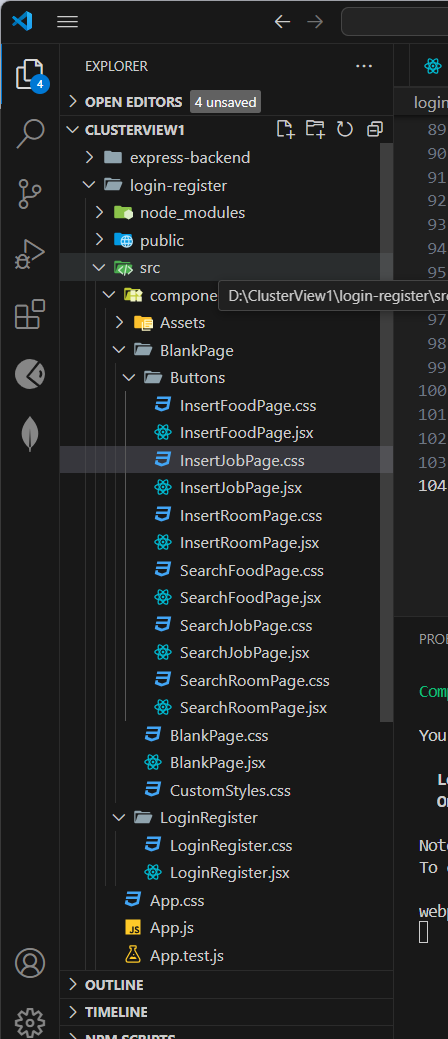 EXPLORER
···
OPEN EDITORS 4 unsaved
CLUSTERVIEW1
express-backend
login-register
node_modules
public
src
compone
D:\ClusterView1\login-register\sr
Assets
BlankPage
Buttons
InsertFoodPage.css
InsertFoodPage.jsx
InsertJobPage.css
InsertJobPage.jsx
InsertRoomPage.css
InsertRoomPage.jsx
SearchFoodPage.css
SearchFoodPage.jsx
SearchJobPage.css
SearchJobPage.jsx
SearchRoomPage.css
SearchRoomPage.jsx
BlankPage.css
BlankPage.jsx
CustomStyles.css
LoginRegister
LoginRegister.css
LoginRegister.jsx
App.css
JS App.js
App.test.js
OUTLINE
TIMELINE
NPM SCRIPTS
4
login
89
90
91
92
93
94
95
97
98
99
100
101
102
103
104
PROB
Comp
You
L
O
Note
To
webp